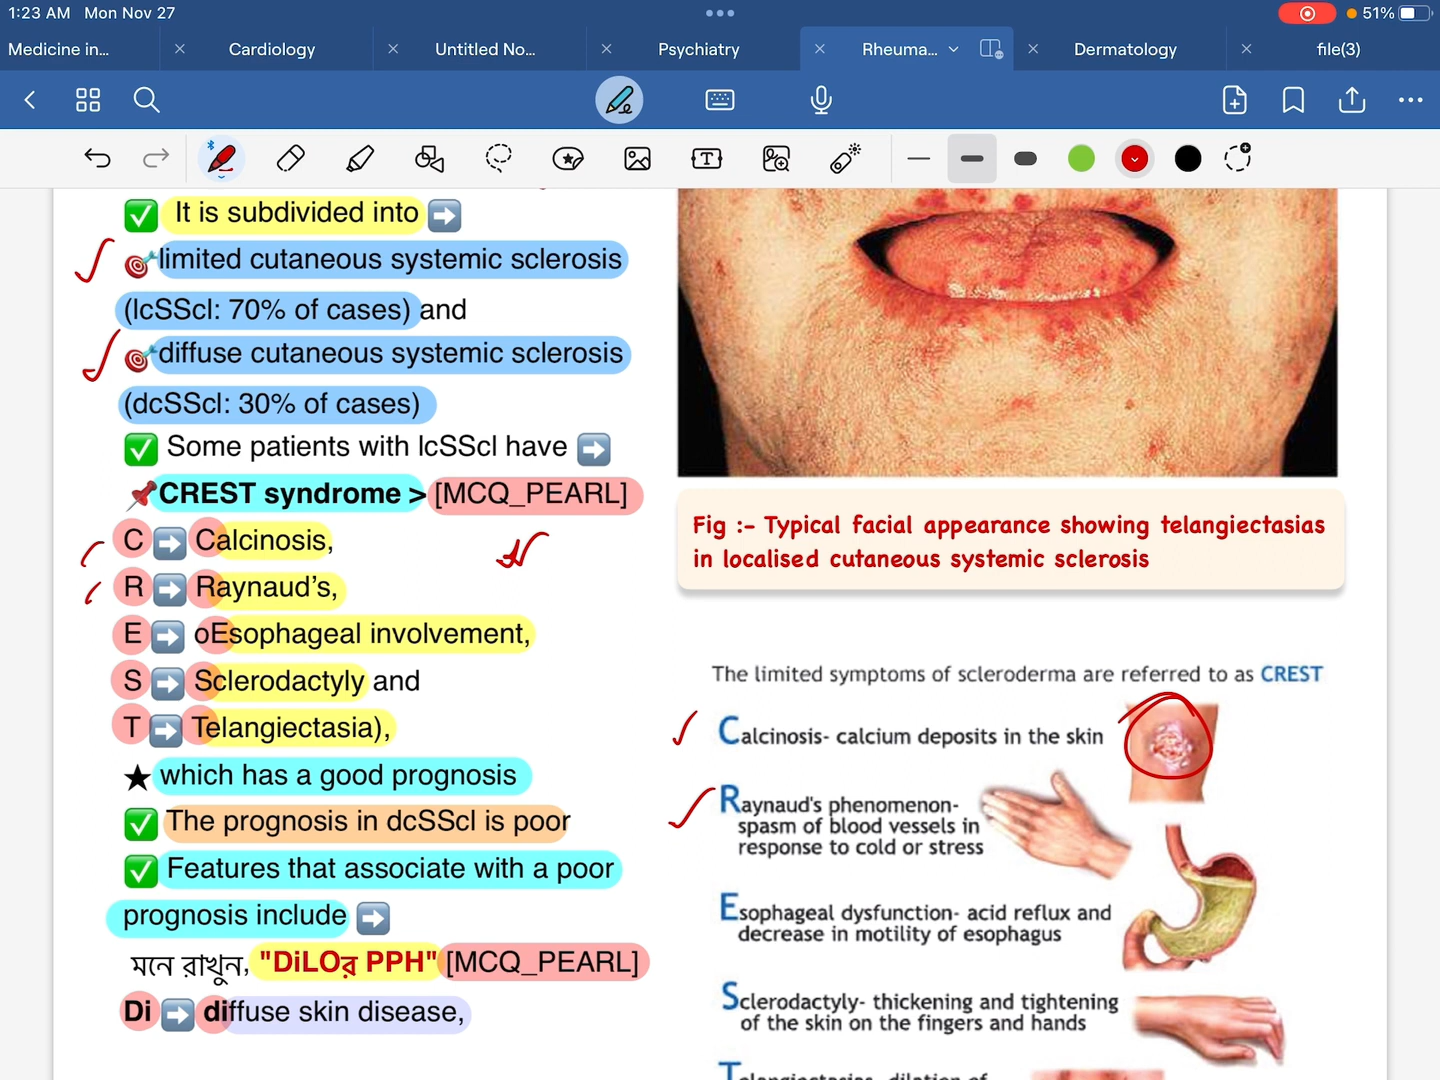 1:23 AM Mon Nov 27
51%
Medicine in...
Cardiology
Untitled No...
Psychiatry
Rheuma...
Dermatology
file(3)
It is subdivided into
limited cutaneous systemic sclerosis
(lcSScl: 70% of cases) and
diffuse cutaneous systemic sclerosis
(dcSScl: 30% of cases)
Some patients with lcSScl have
CREST syndrome > [MCQ_PEARL]
C Calcinosis,
R Raynaud's,
E oEsophageal involvement,
S Sclerodactyly and
T Telangiectasia),
★ which has a good prognosis
The prognosis in dcSScl is poor
Features that associate with a poor
prognosis include
মনে রাখুন, "DiLOর PPH" [MCQ_PEARL]
Di diffuse skin disease,
Fig :- Typical facial appearance showing telangiectasias
in localised cutaneous systemic sclerosis
The limited symptoms of scleroderma are referred to as CREST
Calcinosis- calcium deposits in the skin
Raynaud's phenomenon-
spasm of blood vessels in
response to cold or stress
Esophageal dysfunction- acid reflux and
decrease in motility of esophagus
Sclerodactyly- thickening and tightening
of the skin on the fingers and hands
Telangiectasias- dilation of